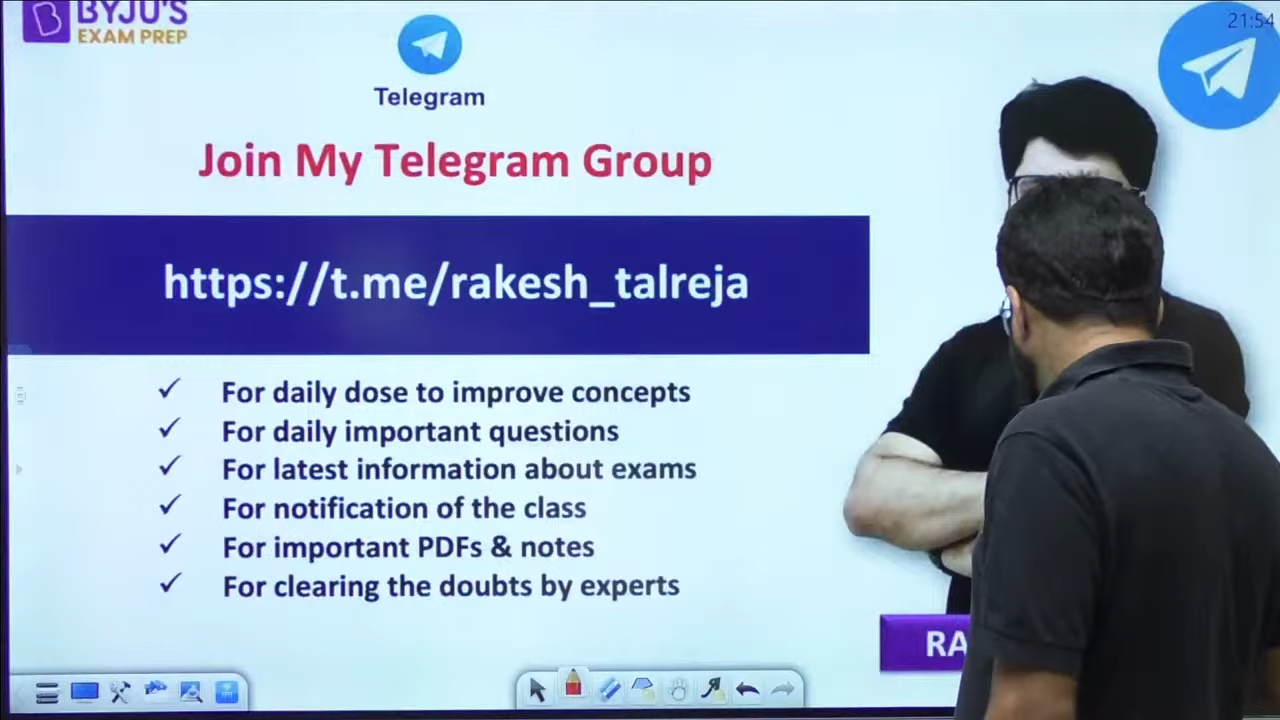 BYJU'S
EXAM PREP
21:54
Telegram
Join My Telegram Group
https://t.me/rakesh_talreja
✓ For daily dose to improve concepts
✓ For daily important questions
✓ For latest information about exams
✓ For notification of the class
✓ For important PDFs & notes
✓ For clearing the doubts by experts
RA